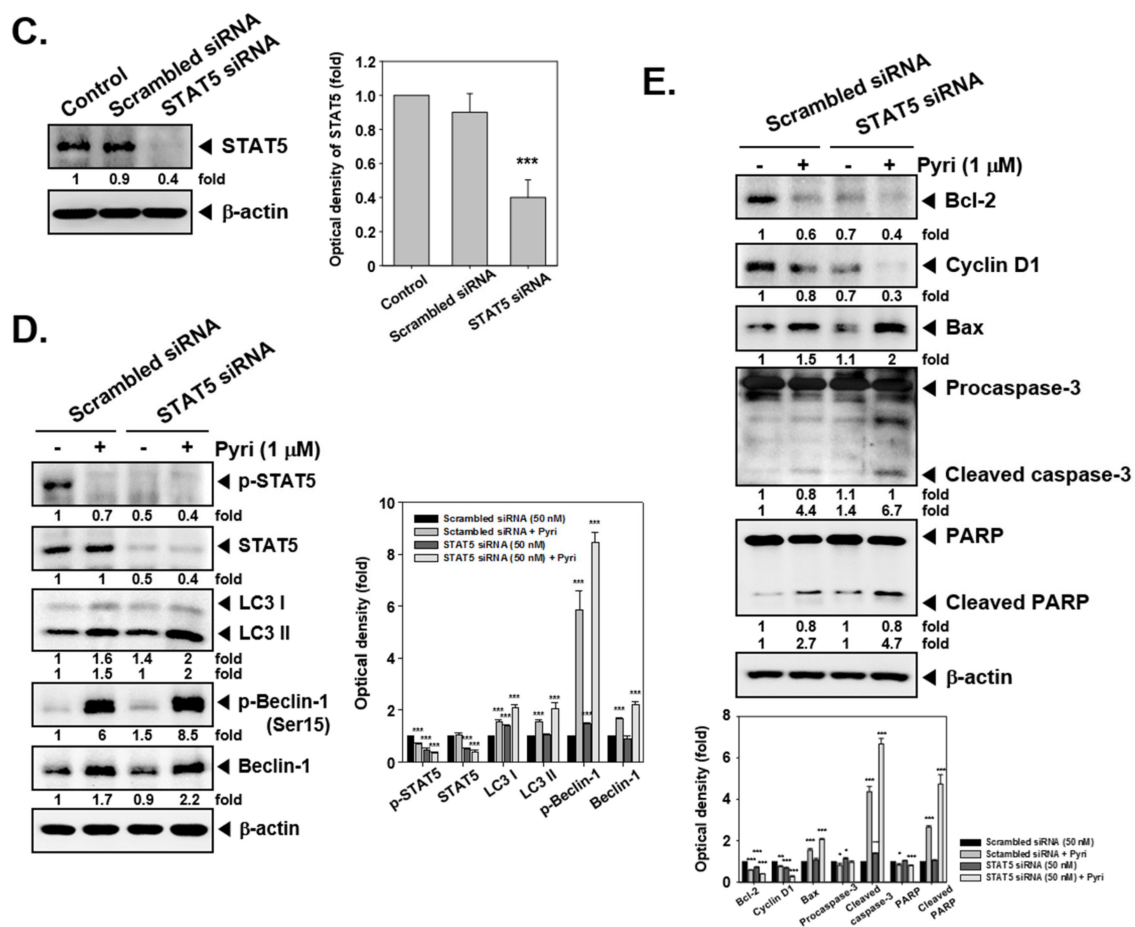 C.
Control
Scrambled siRNA
STAT5 siRNA
STAT5
1 0.9 0.4 fold
β-actin
Optical density of STAT5 (fold)
1.2
1.0
0.8
0.6
0.4
0.2
0
***
Control
Scrambled siRNA
STAT5 siRNA
D.
Scrambled siRNA
STAT5 siRNA
- + - + Pyri (1 μM)
p-STAT5
1 0.7 0.5 0.4 fold
STAT5
1 1 0.5 0.4 fold
LC3 I
LC3 II
1 1.6 1.4 2 fold
1 1.5 1 2 fold
p-Beclin-1
(Ser15)
1 6 1.5 8.5 fold
Beclin-1
1 1.7 0.9 2.2 fold
β-actin
Optical density (fold)
10
8
6
4
2
0
Scrambled siRNA (50 nM)
Sctambled siRNA + Pyri
STAT5 siRNA (50 nM)
STAT5 siRNA (50 nM) + Pyri
*** *** *** *** *** *** *** *** *** *** *** *** *** ***
p-STAT5
STAT5
LC3 I
LC3 II
p-Beclin-1
Beclin-1
E.
Scrambled siRNA
STAT5 siRNA
- + - + Pyri (1 μM)
Bcl-2
1 0.6 0.7 0.4 fold
Cyclin D1
1 0.8 0.7 0.3 fold
Bax
1 1.5 1.1 2 fold
Procaspase-3
Cleaved caspase-3
1 0.8 1.1 1 fold
1 4.4 1.4 6.7 fold
PARP
Cleaved PARP
1 0.8 1 0.8 fold
1 2.7 1 4.7 fold
β-actin
Optical density (fold)
8
6
4
2
0
*** *** *** ** *** *** *** *** * * *** *** * *** *** ***
Bcl-2
Cyclin D1
Bax
Procaspase-3
Cleaved
caspase-3
PARP
Cleaved
PARP
Scrambled siRNA (50 nM)
Sctambled siRNA + Pyri
STAT5 siRNA (50 nM)
STAT5 siRNA (50 nM) + Pyri